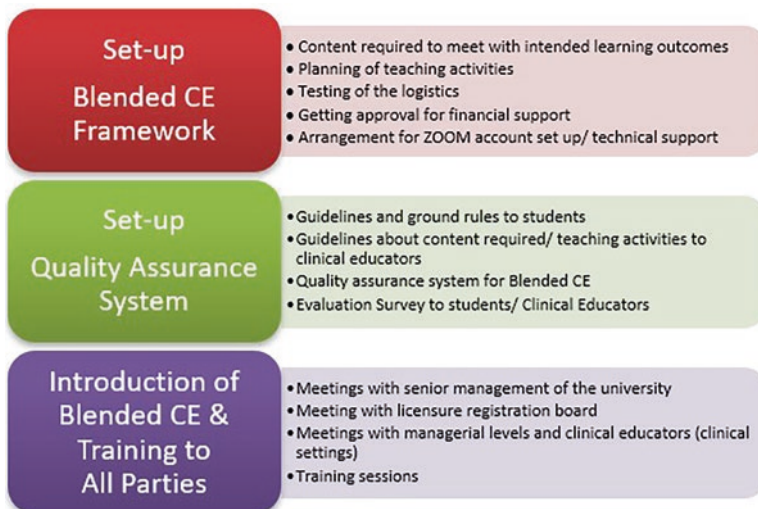 Set-up
Blended CE
Framework
• Content required to meet with intended learning outcomes
• Planning of teaching activities
• Testing of the logistics
• Getting approval for financial support
• Arrangement for ZOOM account set up/ technical support
Set-up
Quality Assurance
System
• Guidelines and ground rules to students
• Guidelines about content required/ teaching activities to
clinical educators
• Quality assurance system for Blended CE
• Evaluation Survey to students/ Clinical Educators
Introduction of
Blended CE &
Training to
All Parties
• Meetings with senior management of the university
• Meeting with licensure registration board
• Meetings with managerial levels and clinical educators (clinical
settings)
• Training sessions